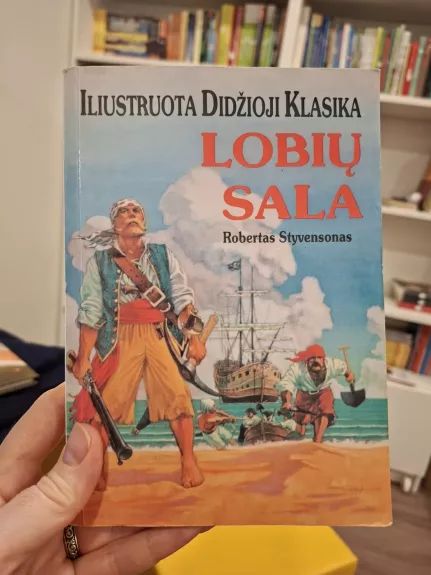 ILIUSTRUOTA DIDŽIOJI KLASIKA
LOBIŲ
SALA
Robertas Styvensonas